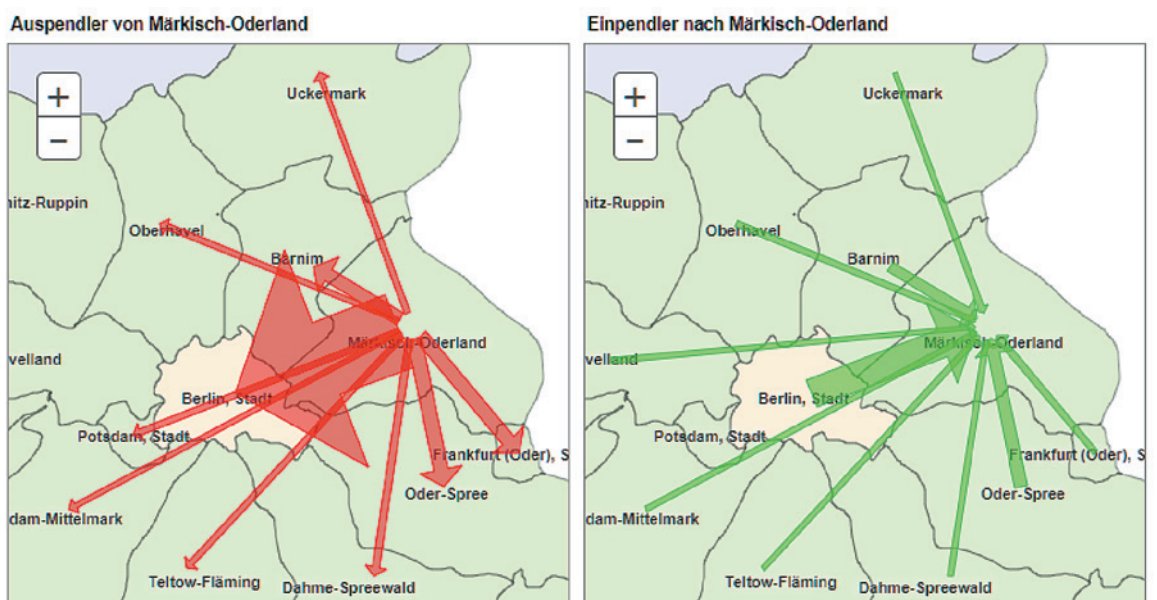 Auspendler von Märkisch-Oderland
+
−
Uckermark
nitz-Ruppin
Oberhavel
Barnim
velland
Märkisch-Oderland
Berlin, Stadt
Potsdam, Stadt
Frankfurt (Oder), S
Oder-Spree
dam-Mittelmark
Teltow-Fläming
Dahme-Spreewald
Einpendler nach Märkisch-Oderland
+
−
Uckermark
nitz-Ruppin
Oberhavel
Barnim
velland
Märkisch-Oderland
Berlin, Stadt
Potsdam, Stadt
Frankfurt (Oder), S
Oder-Spree
dam-Mittelmark
Teltow-Fläming
Dahme-Spreewald